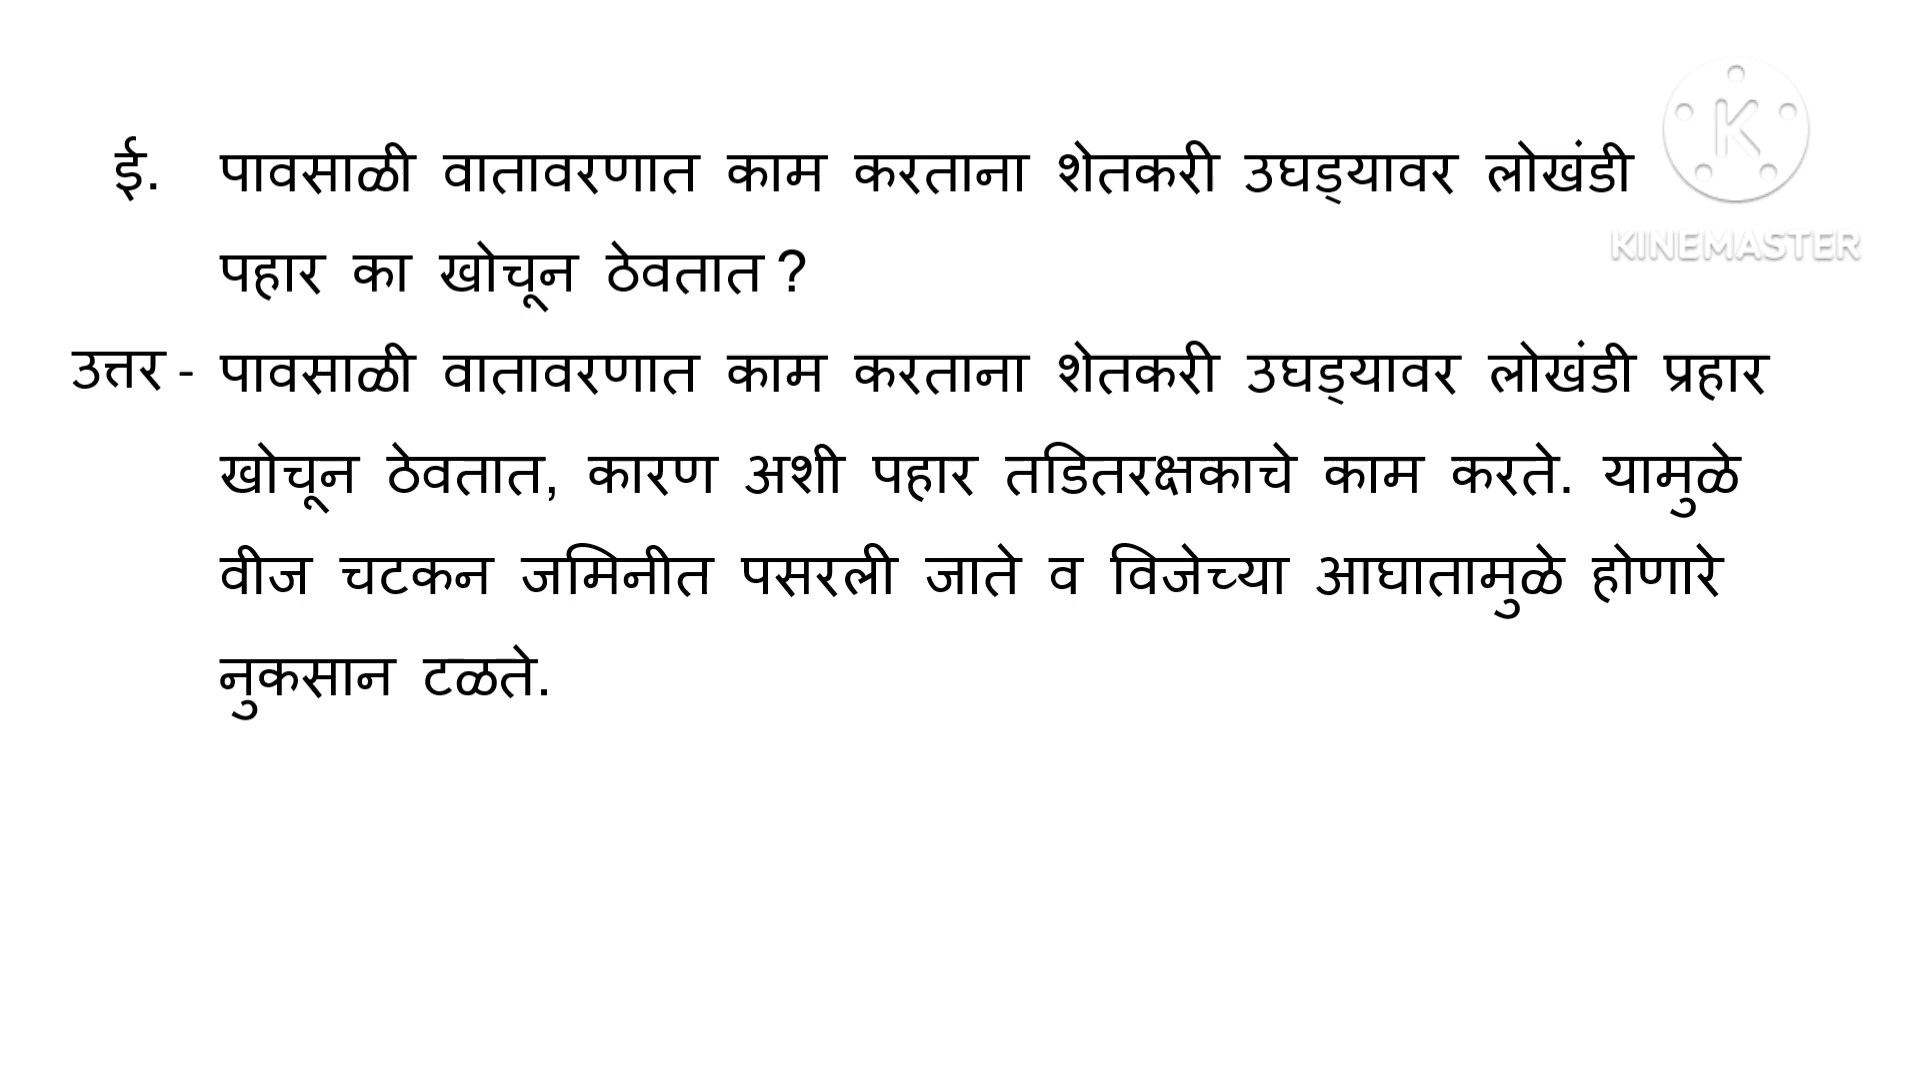 ई. पावसाळी वातावरणात काम करताना शेतकरी उघड्यावर लोखंडी
पहार का खोचून ठेवतात ?
उत्तर - पावसाळी वातावरणात काम करताना शेतकरी उघड्यावर लोखंडी प्रहार
खोचून ठेवतात, कारण अशी पहार तडितरक्षकाचे काम करते. यामुळे
वीज चटकन जमिनीत पसरली जाते व विजेच्या आघातामुळे होणारे
नुकसान टळते.
K
KINEMASTER